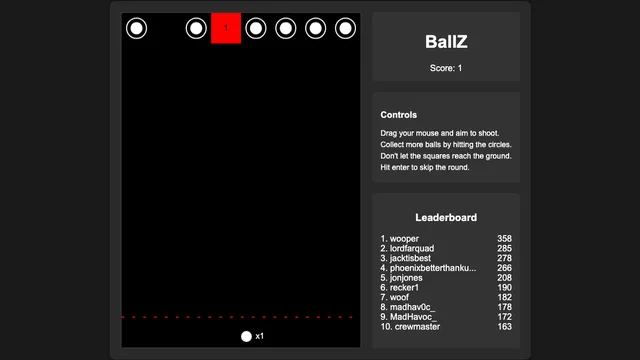 1
x1
BallZ
Score: 1
Controls
Drag your mouse and aim to shoot.
Collect more balls by hitting the circles.
Don't let the squares reach the ground.
Hit enter to skip the round.
Leaderboard
1. wooper 358
2. lordfarquad 285
3. jacktisbest 278
4. phoenixbetterthanku... 266
5. jonjones 208
6. recker1 190
7. woof 182
8. madhav0c_ 178
9. MadHavoc_ 172
10. crewmaster 163